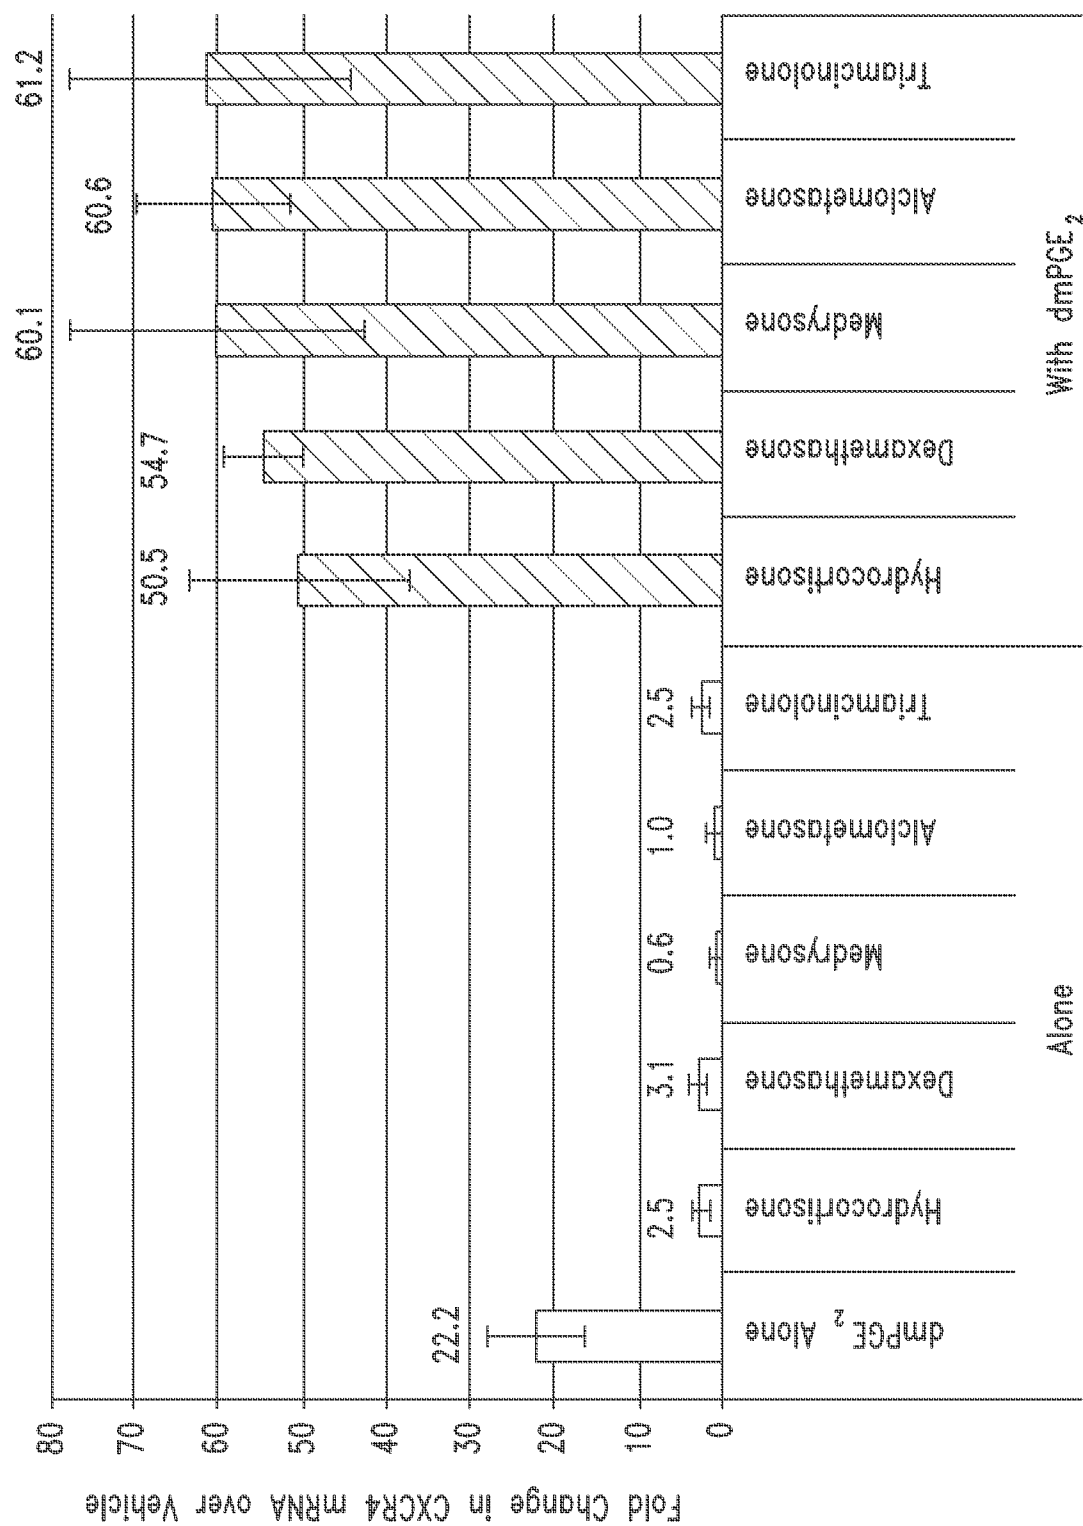 Fold Change in CXCR4 mRNA over Vehicle
80
70
60
50
40
30
20
10
0
22.2
2.5
3.1
0.6
1.0
2.5
50.5
54.7
60.1
60.6
61.2
dmPGE2 Alone
Hydrocortisone
Dexamethasone
Medrysone
Alclometasone
Triamcinolone
Hydrocortisone
Dexamethasone
Medrysone
Alclometasone
Triamcinolone
Alone
With dmPGE2